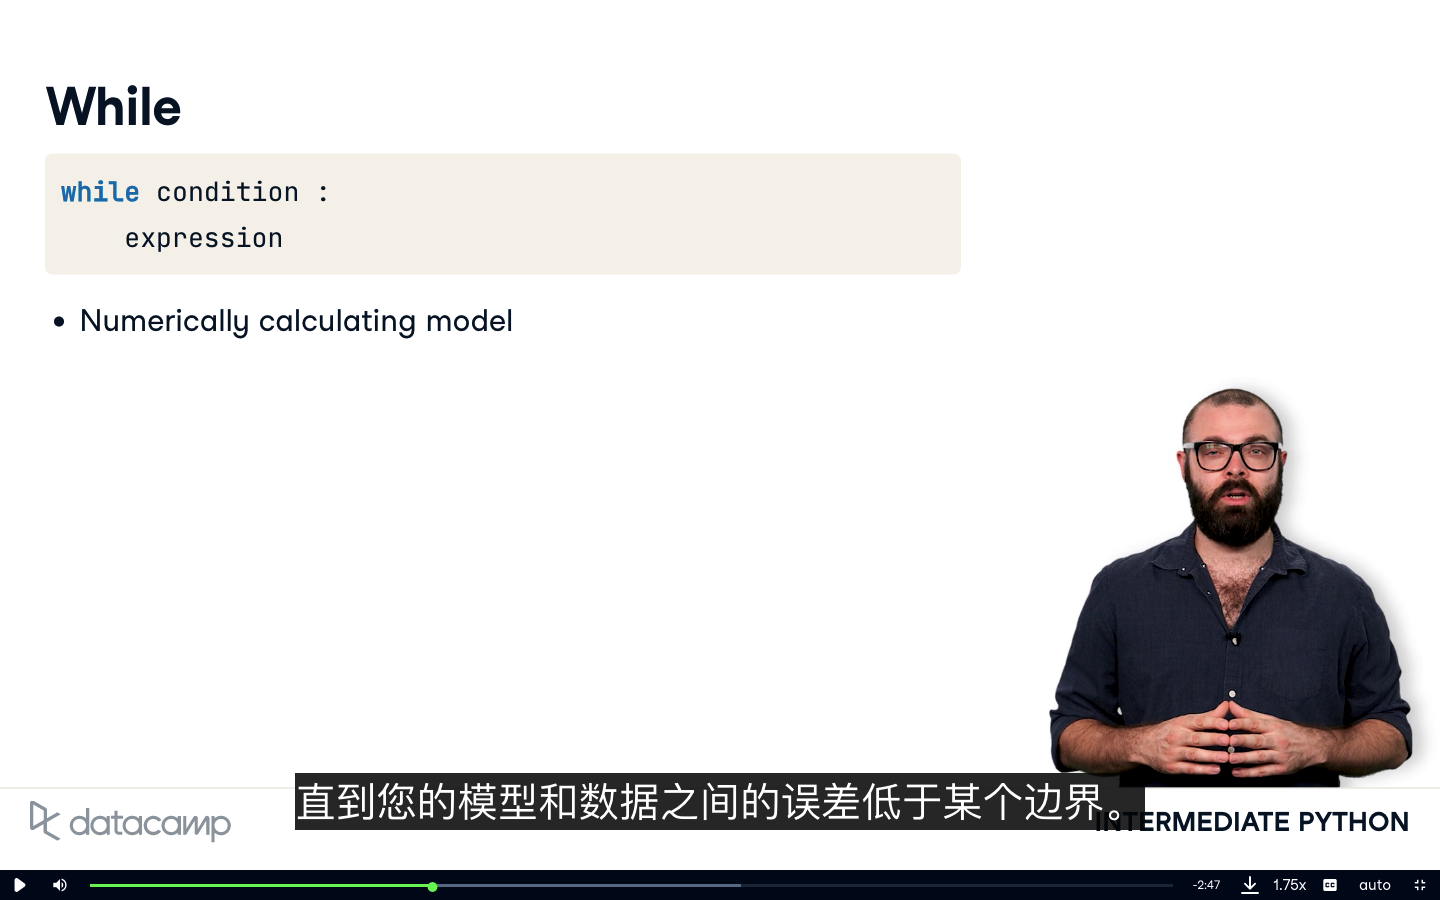 While
while condition :
expression
• Numerically calculating model
直到您的模型和数据之间的误差低于某个边界。
datacamp
INTERMEDIATE PYTHON
-2:47
1.75x
CC
auto